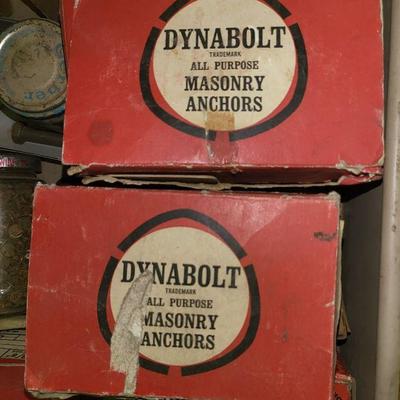 DYNABOLT
TRADEMARK
ALL PURPOSE
MASONRY
ANCHORS
DYNABOLT
TRADEMARK
ALL PURPOSE
MASONRY
ANCHORS